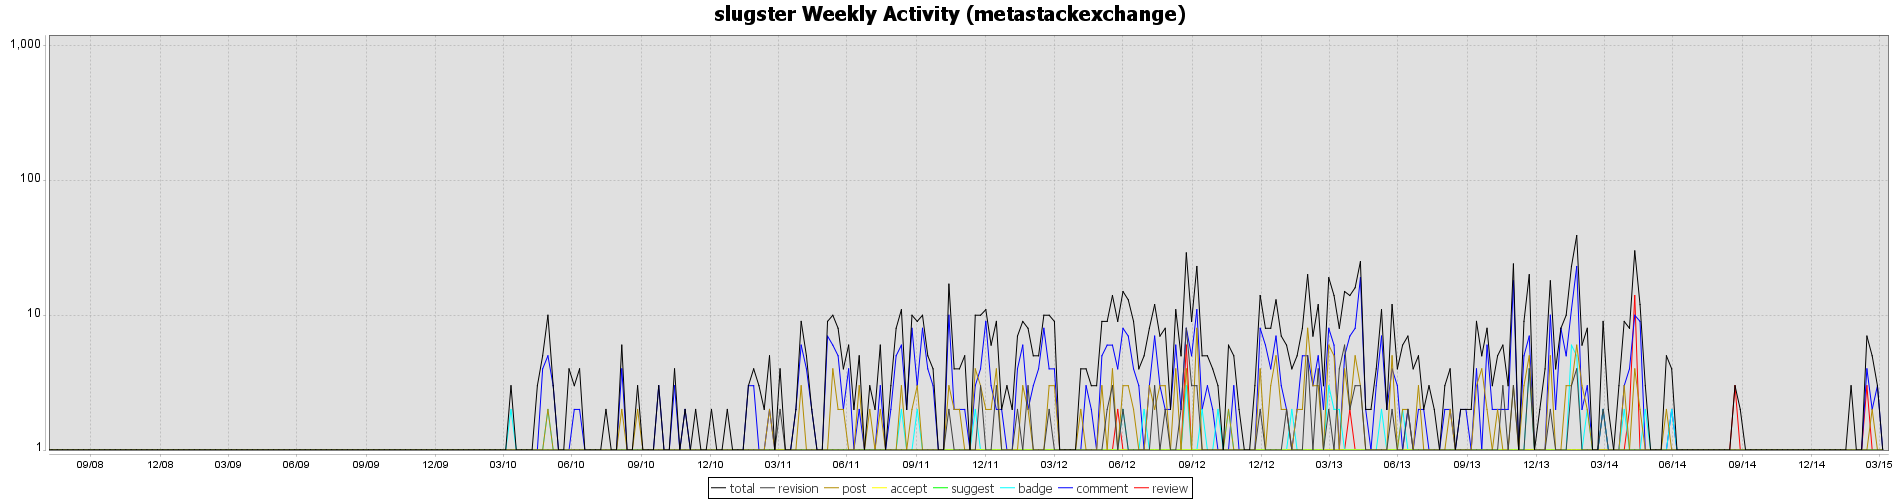 slugster Weekly Activity (metastackexchange)
1,000
100
10
1
09/08 12/08 03/09 06/09 09/09 12/09 03/10 06/10 09/10 12/10 03/11 06/11 09/11 12/11 03/12 06/12 09/12 12/12 03/13 06/13 09/13 12/13 03/14 06/14 09/14 12/14 03/15
total revision post accept suggest badge comment review